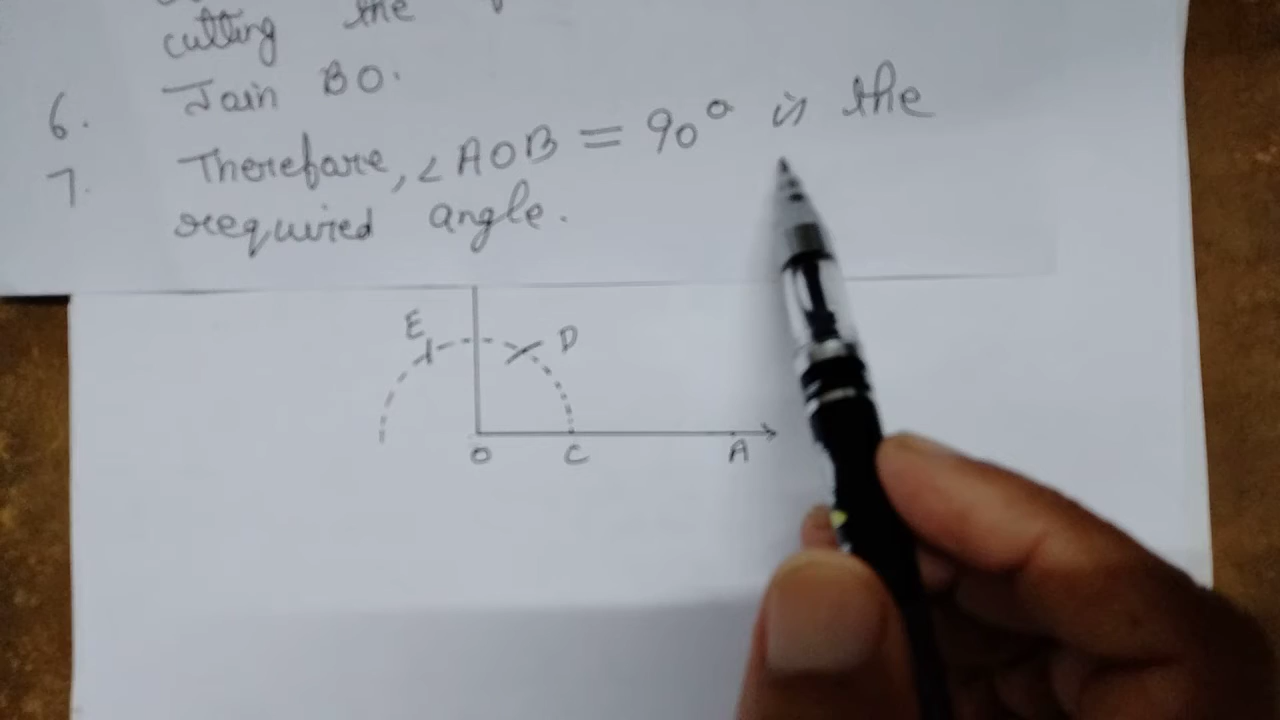 cutting the
6. Join BO.
7. Therefore, ∠AOB = 90° is the
required angle.
E D
O C A